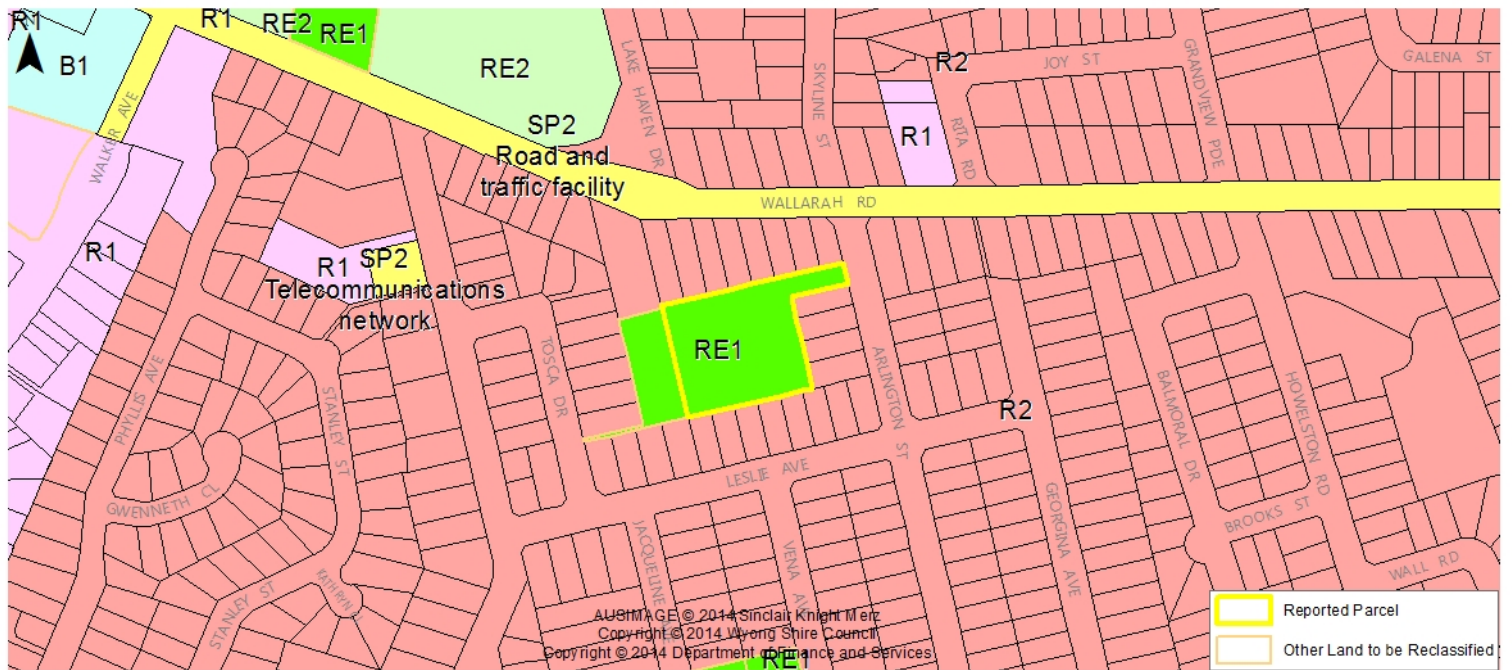 R1
R1
RE2
RE1
B1
RE2
R2
JOY ST
GALENA ST
GRANDVIEW PDE
LAKE HAVEN DR
SKYLINE ST
WALKER AVE
SP2
Road and
traffic facility
R1
RITA RD
WALLARAH RD
R1
R1
SP2
Telecommunications
network
RE1
TOSCA DR
ARLINGTON ST
PHYLLIS AVE
STANLEY ST
R2
BALMORAL DR
HOWELSTON RD
LESLIE AVE
GWENNETH CL
GEORGINA AVE
BROOKS ST
JACQUELINE
VENA AV
WALL RD
STANLEY ST
KATHRYN
AUSIMAGE © 2014 Sinclair Knight Merz
Copyright © 2014 Wyong Shire Council
Copyright © 2014 Department of Finance and Services
RE1
Reported Parcel
Other Land to be Reclassified